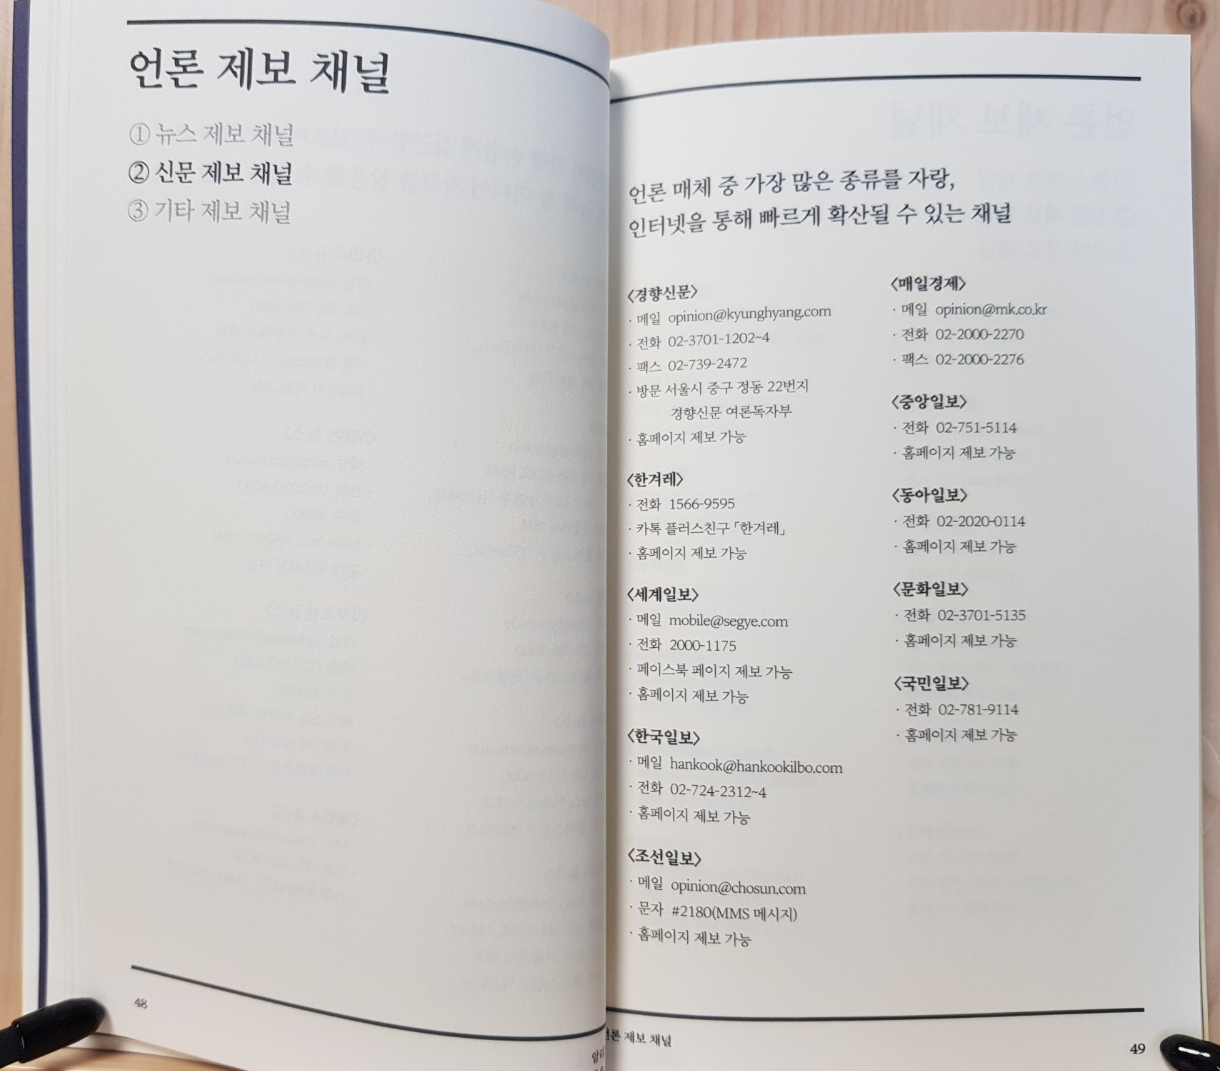 언론 제보 채널
① 뉴스 제보 채널
② 신문 제보 채널
③ 기타 제보 채널
48
언론 매체 중 가장 많은 종류를 자랑,
인터넷을 통해 빠르게 확산될 수 있는 채널
<경향신문>
· 메일 opinion@kyunghyang.com
· 전화 02-3701-1202~4
· 팩스 02-739-2472
· 방문 서울시 중구 정동 22번지
경향신문 여론독자부
· 홈페이지 제보 가능
<한겨레>
· 전화 1566-9595
· 카톡 플러스친구 「한겨레」
· 홈페이지 제보 가능
<세계일보>
· 메일 mobile@segye.com
· 전화 2000-1175
· 페이스북 페이지 제보 가능
· 홈페이지 제보 가능
<한국일보>
· 메일 hankook@hankookilbo.com
· 전화 02-724-2312~4
· 홈페이지 제보 가능
<조선일보>
· 메일 opinion@chosun.com
· 문자 #2180(MMS 메시지)
· 홈페이지 제보 가능
<매일경제>
· 메일 opinion@mk.co.kr
· 전화 02-2000-2270
· 팩스 02-2000-2276
<중앙일보>
· 전화 02-751-5114
· 홈페이지 제보 가능
<동아일보>
· 전화 02-2020-0114
· 홈페이지 제보 가능
<문화일보>
· 전화 02-3701-5135
· 홈페이지 제보 가능
<국민일보>
· 전화 02-781-9114
· 홈페이지 제보 가능
언론 제보 채널
49